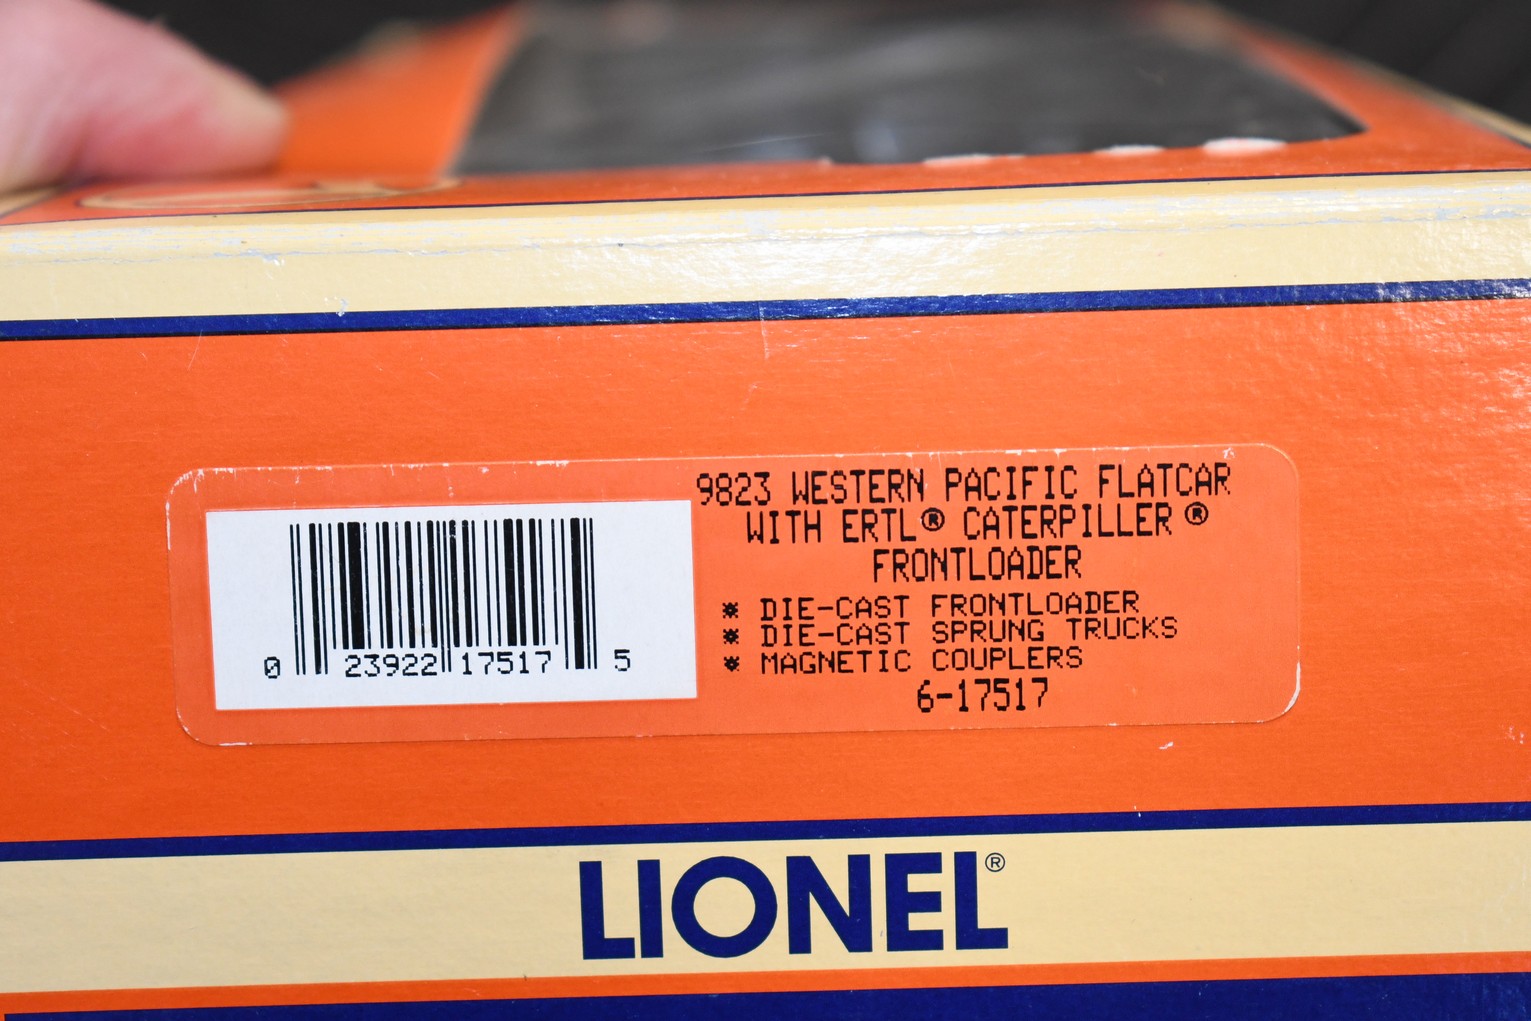 9823 WESTERN PACIFIC FLATCAR
WITH ERTL® CATERPILLER®
FRONTLOADER
* DIE-CAST FRONTLOADER
* DIE-CAST SPRUNG TRUCKS
* MAGNETIC COUPLERS
6-17517
0 23922 17517 5
LIONEL®